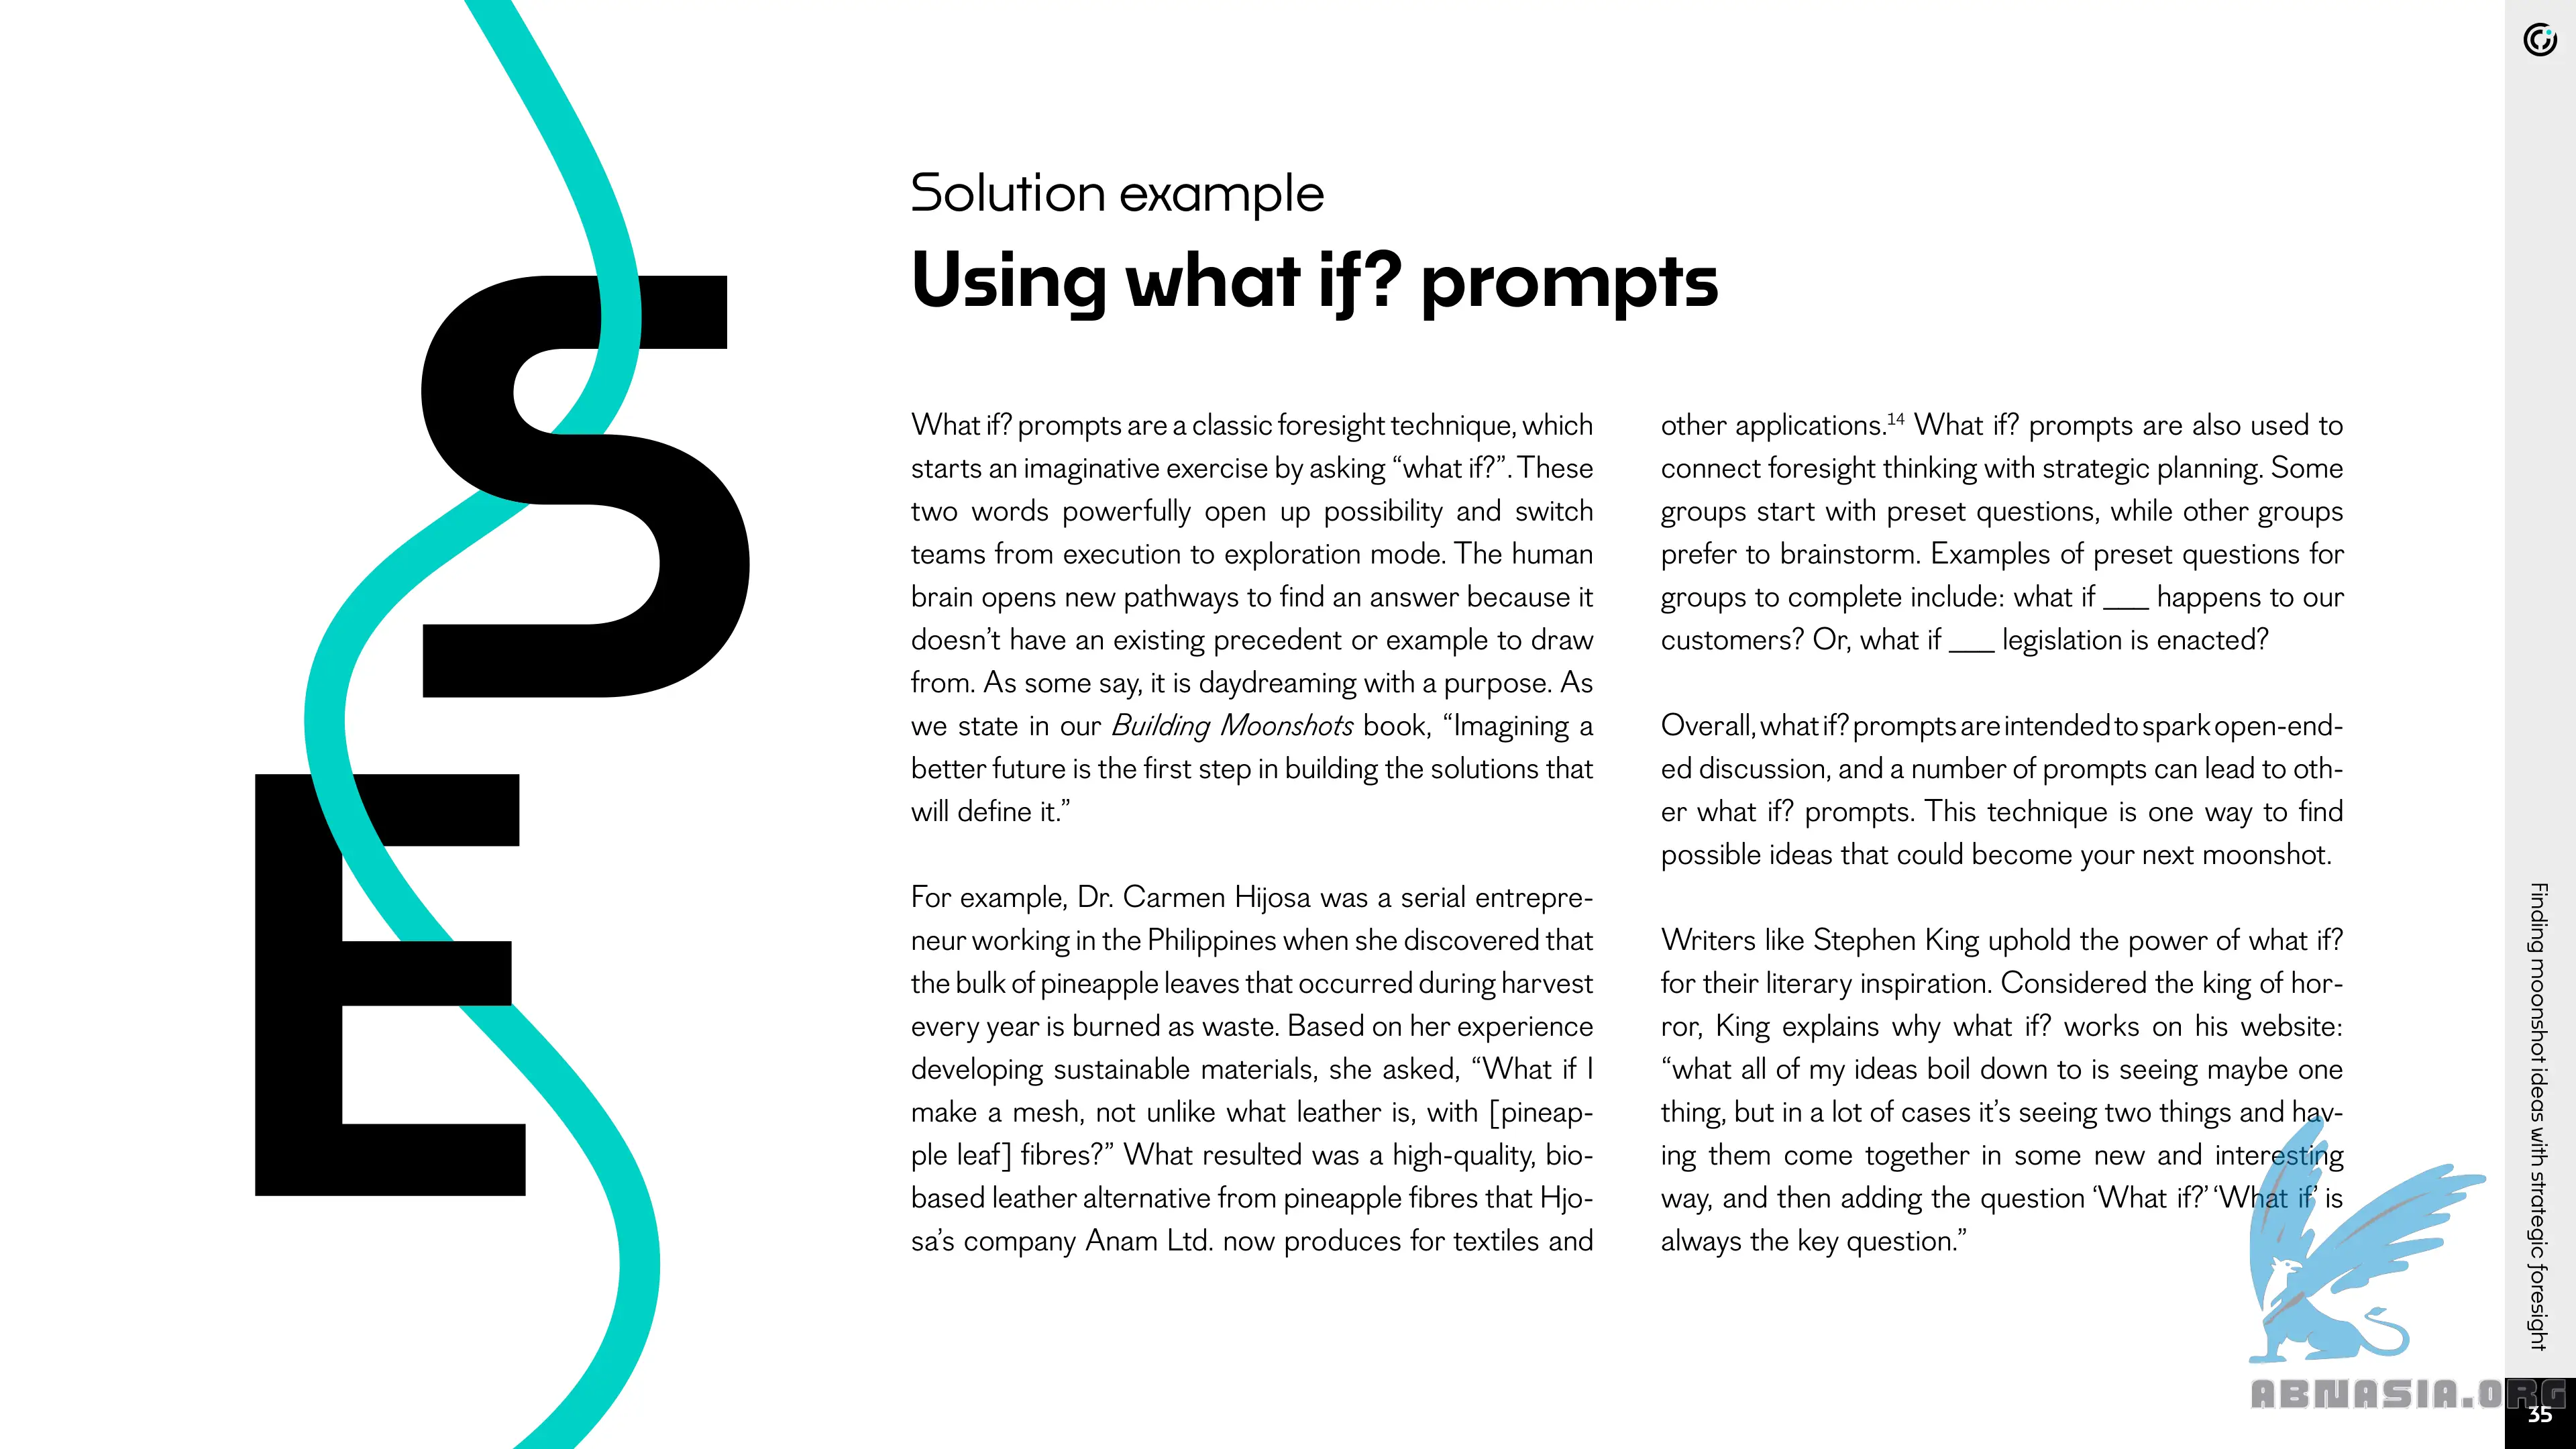 S
E
Solution example
Using what if? prompts
What if? prompts are a classic foresight technique, which
starts an imaginative exercise by asking “what if?”. These
two words powerfully open up possibility and switch
teams from execution to exploration mode. The human
brain opens new pathways to find an answer because it
doesn’t have an existing precedent or example to draw
from. As some say, it is daydreaming with a purpose. As
we state in our Building Moonshots book, “Imagining a
better future is the first step in building the solutions that
will define it.”
For example, Dr. Carmen Hijosa was a serial entrepre-
neur working in the Philippines when she discovered that
the bulk of pineapple leaves that occurred during harvest
every year is burned as waste. Based on her experience
developing sustainable materials, she asked, “What if I
make a mesh, not unlike what leather is, with [pineap-
ple leaf] fibres?” What resulted was a high-quality, bio-
based leather alternative from pineapple fibres that Hjo-
sa’s company Anam Ltd. now produces for textiles and
other applications.14 What if? prompts are also used to
connect foresight thinking with strategic planning. Some
groups start with preset questions, while other groups
prefer to brainstorm. Examples of preset questions for
groups to complete include: what if ___ happens to our
customers? Or, what if ___ legislation is enacted?
Overall, what if? prompts are intended to spark open-end-
ed discussion, and a number of prompts can lead to oth-
er what if? prompts. This technique is one way to find
possible ideas that could become your next moonshot.
Writers like Stephen King uphold the power of what if?
for their literary inspiration. Considered the king of hor-
ror, King explains why what if? works on his website:
“what all of my ideas boil down to is seeing maybe one
thing, but in a lot of cases it’s seeing two things and hav-
ing them come together in some new and interesting
way, and then adding the question ‘What if?’ ‘What if’ is
always the key question.”
Finding moonshot ideas with strategic foresight
ABNASIA.ORG
35